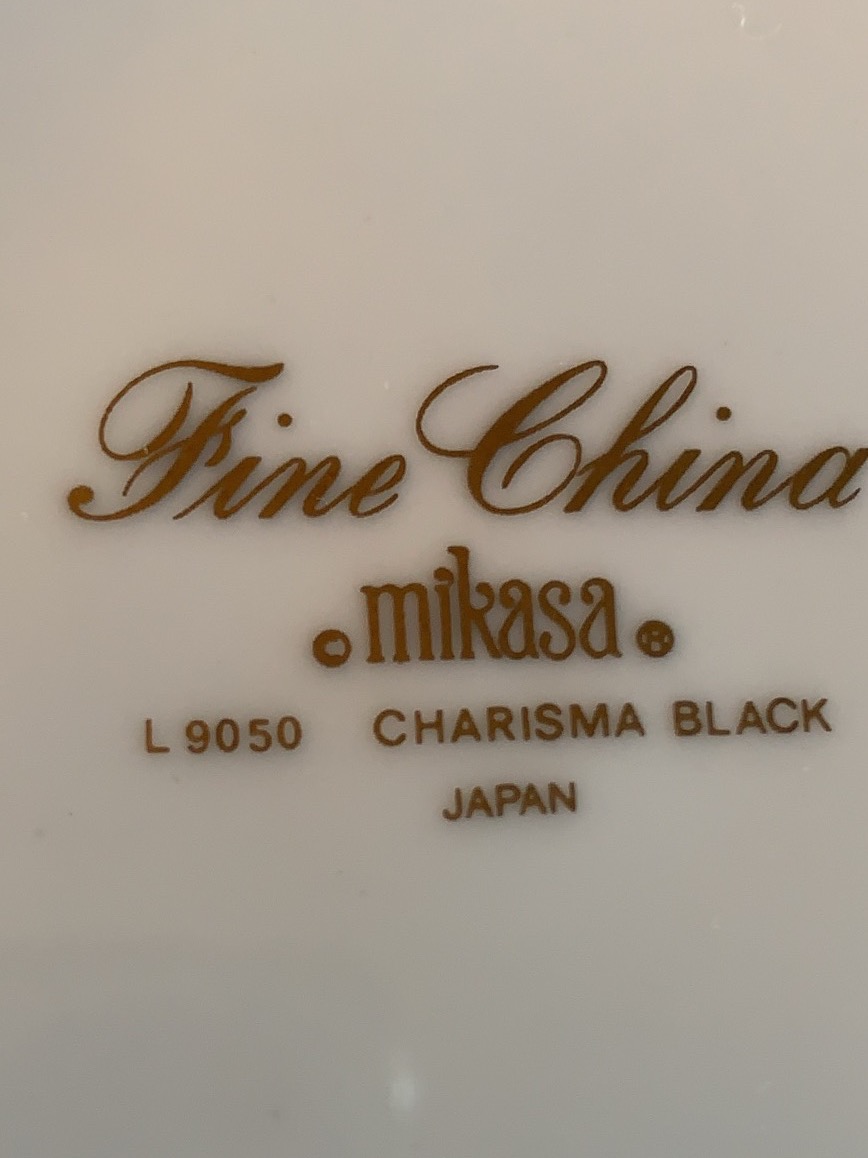 Fine China
© mikasa ®
L 9050 CHARISMA BLACK
JAPAN